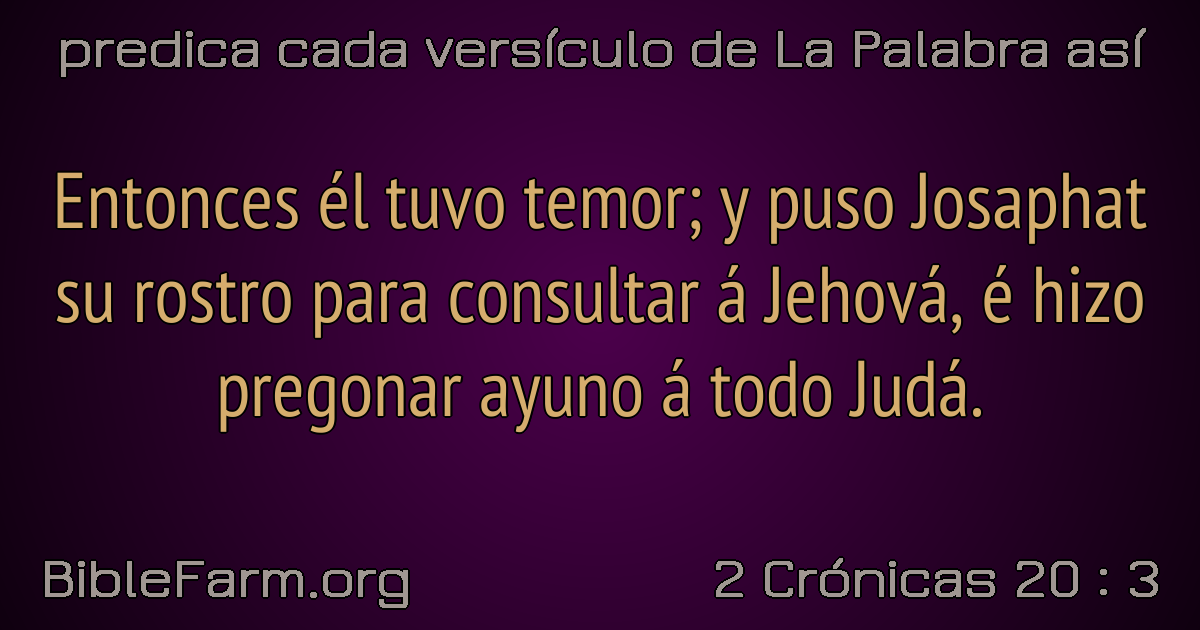 predica cada versículo de La Palabra así
Entonces él tuvo temor; y puso Josaphat
su rostro para consultar á Jehová, é hizo
pregonar ayuno á todo Judá.
BibleFarm.org
2 Crónicas 20 : 3